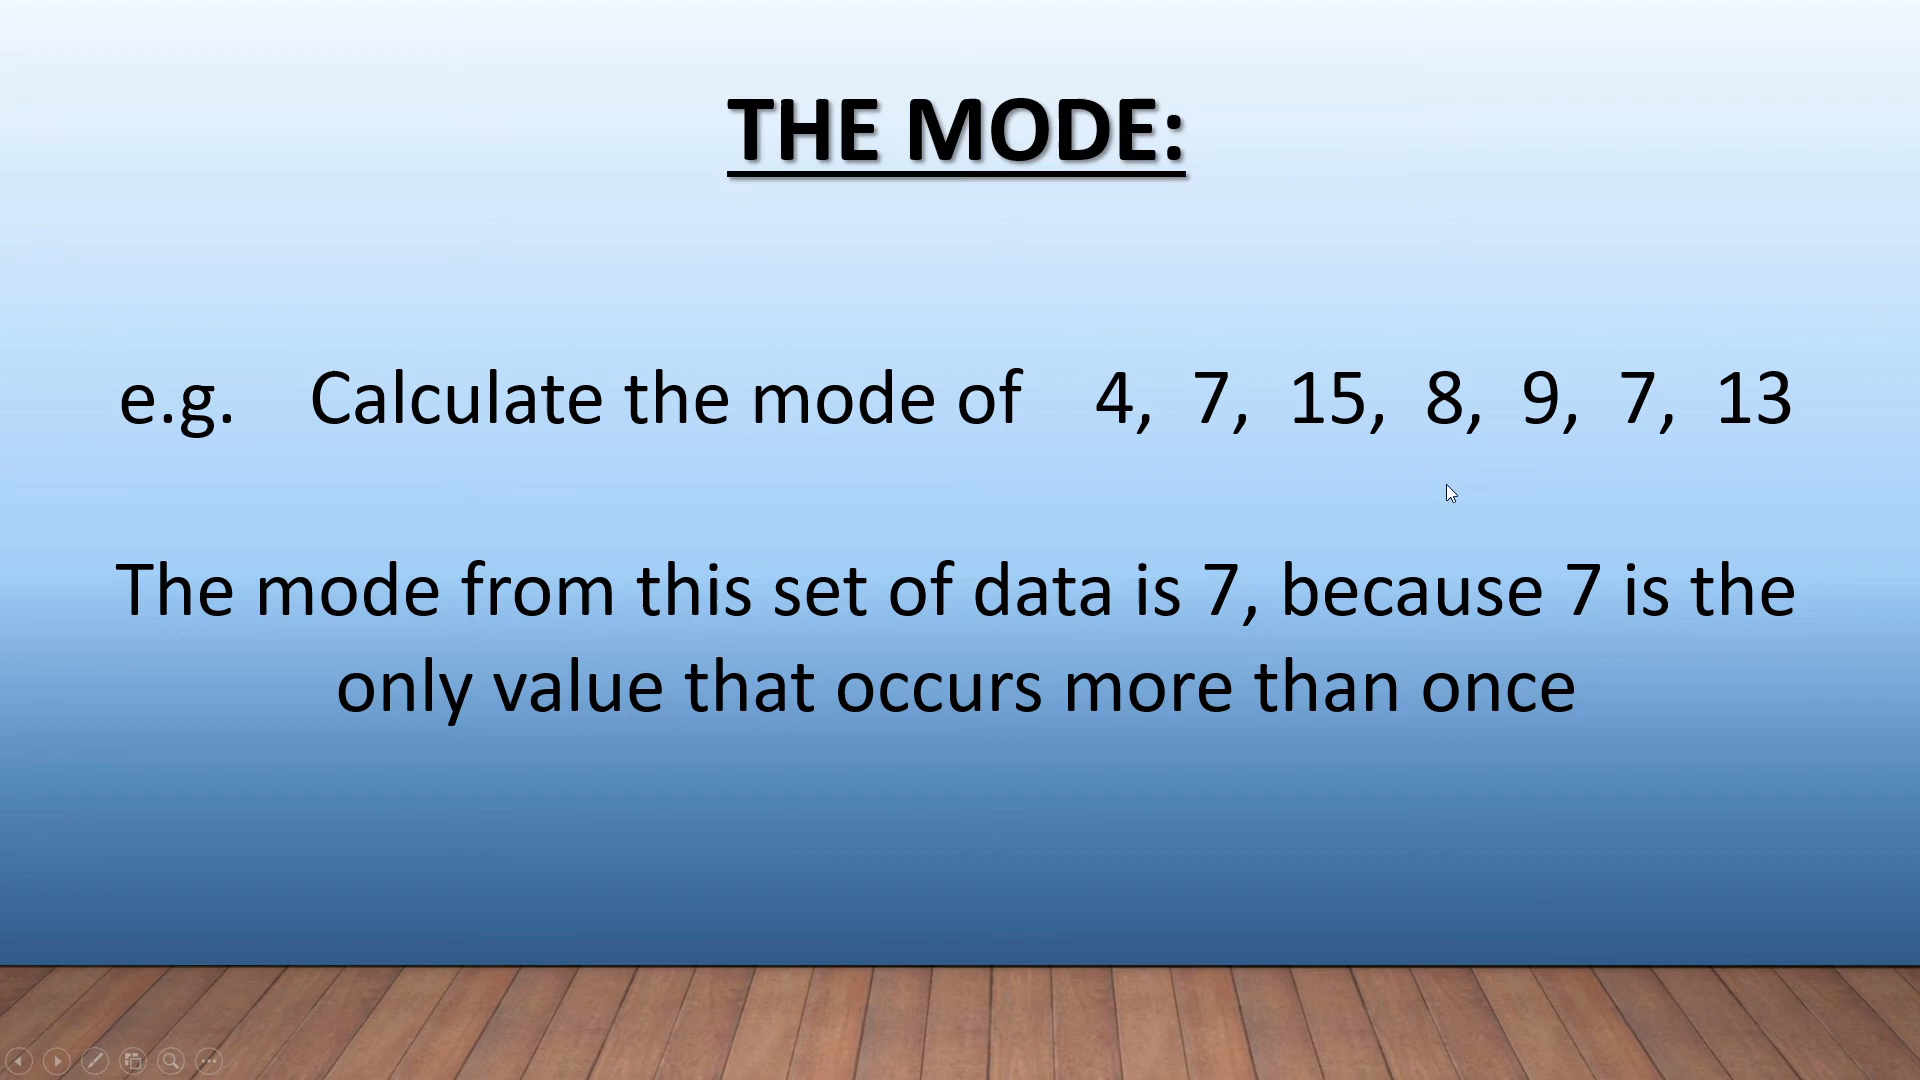 THE MODE:
e.g. Calculate the mode of 4, 7, 15, 8, 9, 7, 13
The mode from this set of data is 7, because 7 is the
only value that occurs more than once